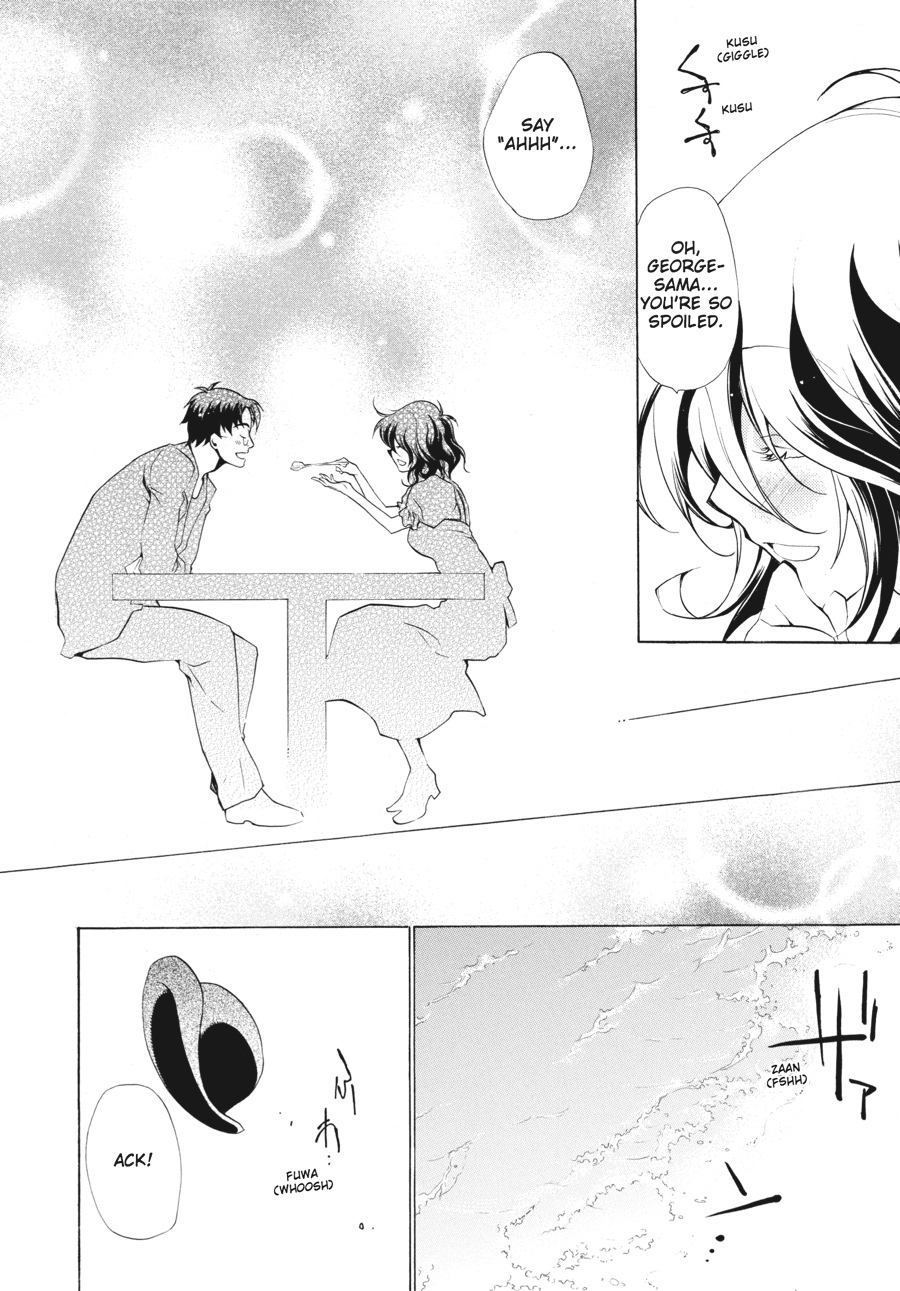 くす
KUSU
(GIGGLE)
くす
KUSU
OH,
GEORGE-
SAMA...
YOU'RE SO
SPOILED.
SAY
"AHHH"...
ザァ
ZAAN
(FSHH)
ン...
ふわ...
FUWA
(WHOOSH)
ACK!